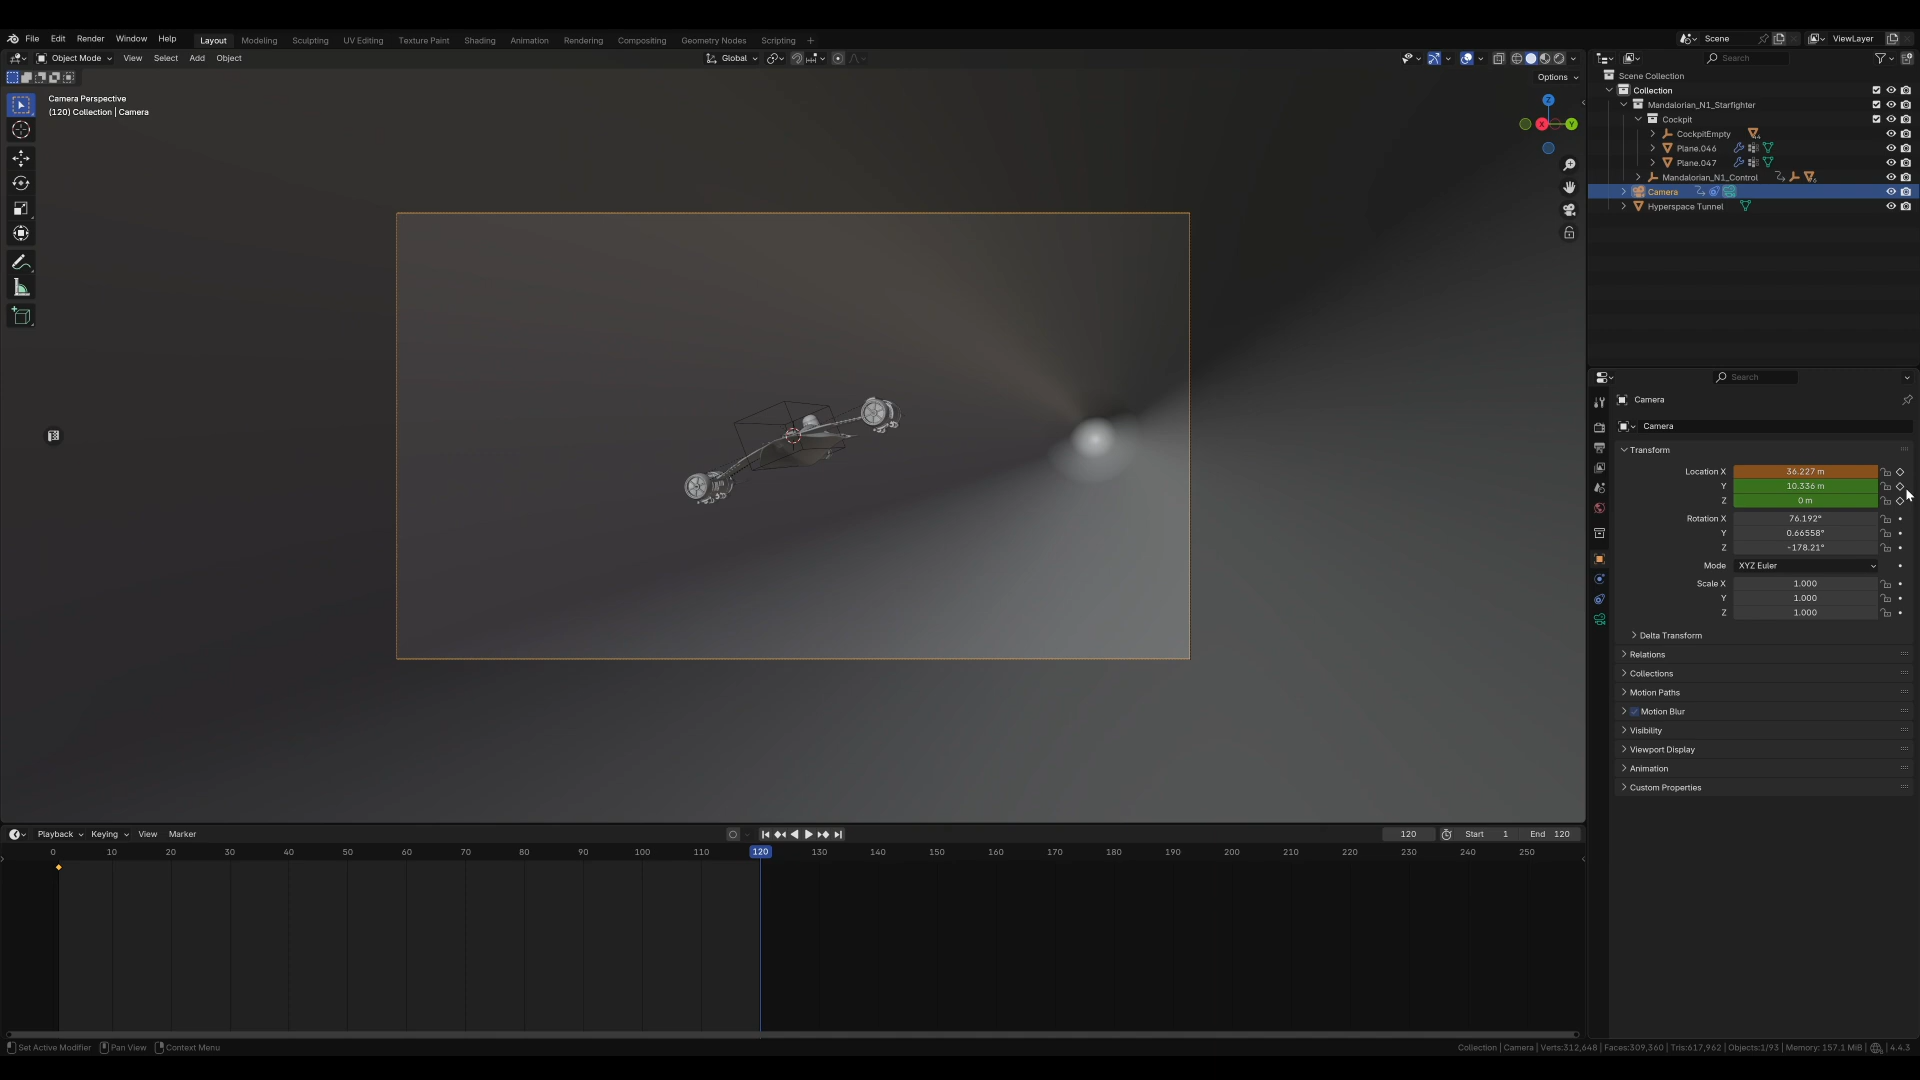 File Edit Render Window Help Layout Modeling Sculpting UV Editing Texture Paint Shading Animation Rendering Compositing Geometry Nodes Scripting + Scene ViewLayer
Object Mode View Select Add Object Global Search
Options
Camera Perspective
(120) Collection | Camera
Z
X
Y
Scene Collection
Collection
Mandalorian_N1_Starfighter
Cockpit
CockpitEmpty
Plane.046
Plane.047
Mandalorian_N1_Control
Camera
Hyperspace Tunnel
Search
Camera
Camera
Transform
Location X 36.227 m
Y 10.336 m
Z 0 m
Rotation X 76.192°
Y 0.66558°
Z -178.21°
Mode XYZ Euler
Scale X 1.000
Y 1.000
Z 1.000
Delta Transform
Relations
Collections
Motion Paths
Motion Blur
Visibility
Viewport Display
Animation
Custom Properties
Playback Keying View Marker 120 Start 1 End 120
0 10 20 30 40 50 60 70 80 90 100 110 120 130 140 150 160 170 180 190 200 210 220 230 240 250
Set Active Modifier Pan View Context Menu Collection | Camera | Verts:312,648 | Faces:309,360 | Tris:617,962 | Objects:1/93 | Memory: 157.1 MiB | 4.4.3